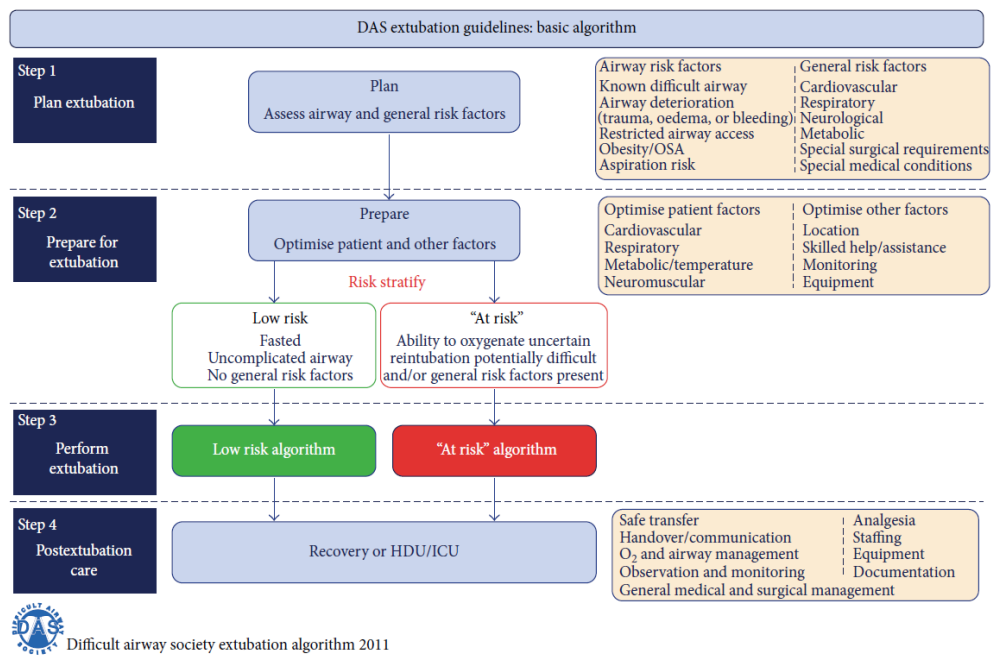 DAS extubation guidelines: basic algorithm
Step 1
Plan extubation
Plan
Assess airway and general risk factors
Airway risk factors
Known difficult airway
Airway deterioration
(trauma, oedema, or bleeding)
Restricted airway access
Obesity/OSA
Aspiration risk
General risk factors
Cardiovascular
Respiratory
Neurological
Metabolic
Special surgical requirements
Special medical conditions
Step 2
Prepare for
extubation
Prepare
Optimise patient and other factors
Optimise patient factors
Cardiovascular
Respiratory
Metabolic/temperature
Neuromuscular
Optimise other factors
Location
Skilled help/assistance
Monitoring
Equipment
Risk stratify
Low risk
Fasted
Uncomplicated airway
No general risk factors
“At risk”
Ability to oxygenate uncertain
reintubation potentially difficult
and/or general risk factors present
Step 3
Perform
extubation
Low risk algorithm
“At risk” algorithm
Step 4
Postextubation
care
Recovery or HDU/ICU
Safe transfer
Handover/communication
O₂ and airway management
Observation and monitoring
General medical and surgical management
Analgesia
Staffing
Equipment
Documentation
DIFFICULT AIRWAY
DAS
SOCIETY
Difficult airway society extubation algorithm 2011